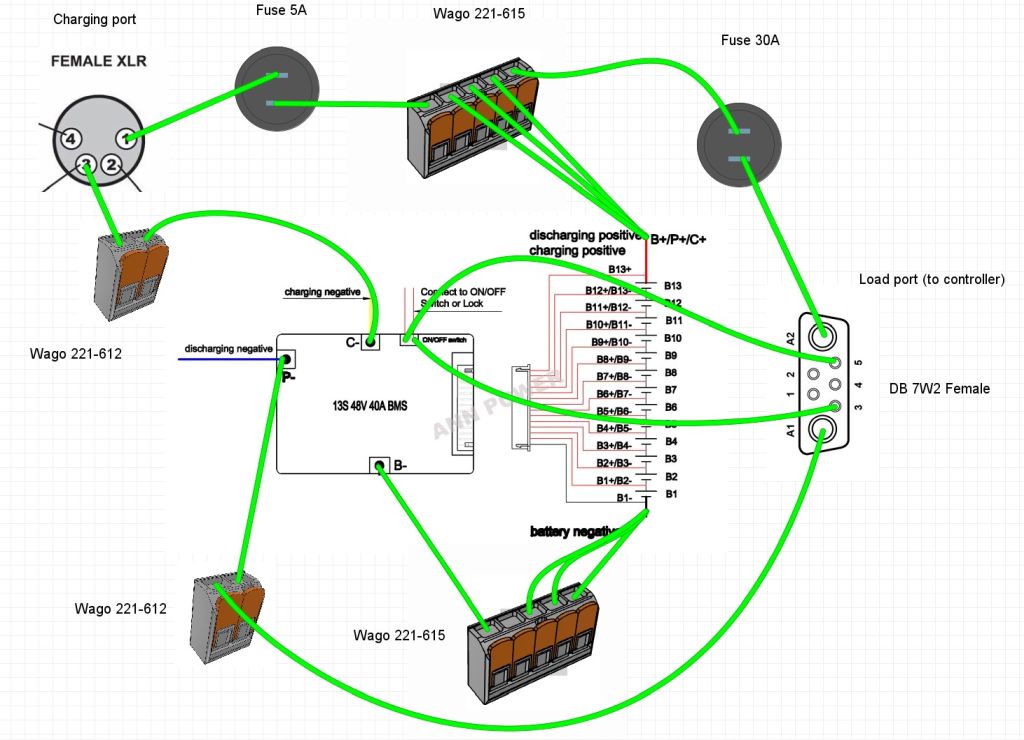 Charging port
Fuse 5A
Wago 221-615
Fuse 30A
FEMALE XLR
4
1
3
2
discharging positive
charging positive
B+/P+/C+
B13+
B12+/B13-
B11+/B12-
B10+/B11-
B9+/B10-
B8+/B9-
B7+/B8-
B6+/B7-
B5+/B6-
B4+/B5-
B3+/B4-
B2+/B3-
B1+/B2-
B1-
B13
B12
B11
B10
B9
B8
B7
B6
B4
B3
B2
B1
charging negative
Connect to ON/OFF
Switch or Lock
Load port (to controller)
Wago 221-612
discharging negative
C-
ON/OFF switch
P-
13S 48V 40A BMS
ANN POWER
B-
A2
5
2
4
1
3
A1
DB 7W2 Female
battery negative
Wago 221-612
Wago 221-615